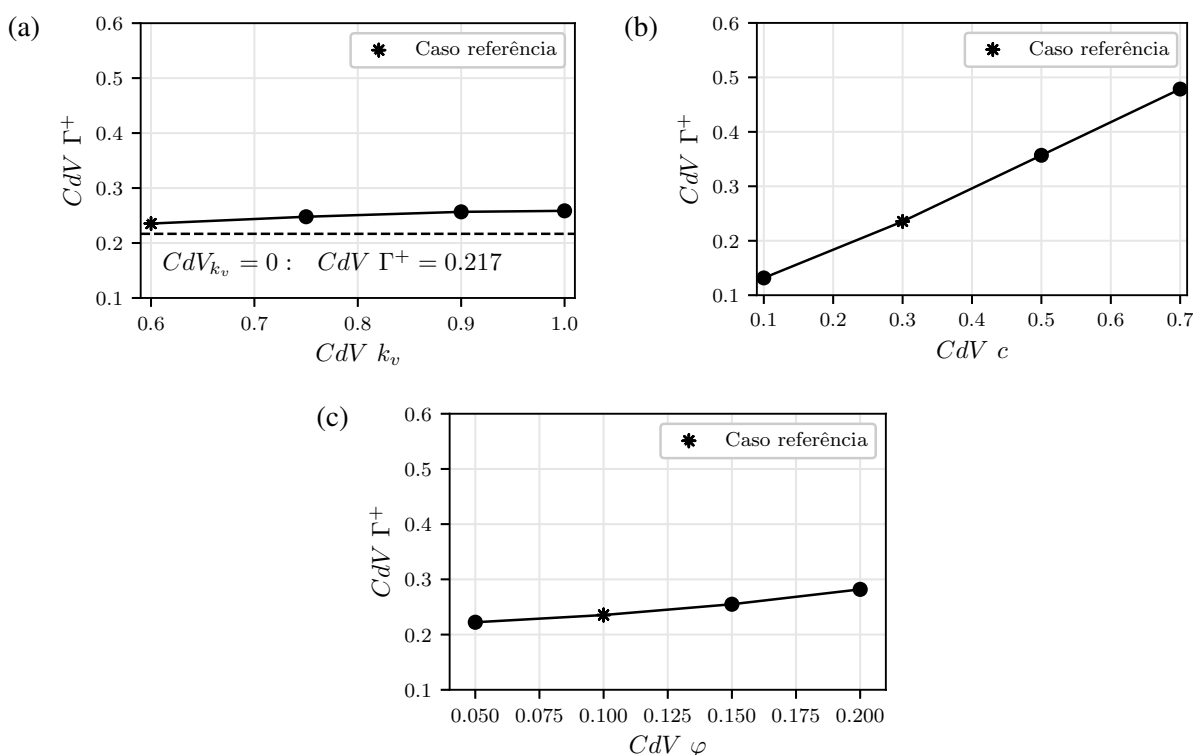 (a)
0.6
0.5
0.4
0.3
0.2
0.1
CdV Γ⁺
Caso referência
CdV_{k_v} = 0 : CdV Γ⁺ = 0.217
0.6 0.7 0.8 0.9 1.0
CdV k_v
(b)
0.6
0.5
0.4
0.3
0.2
0.1
CdV Γ⁺
Caso referência
0.1 0.2 0.3 0.4 0.5 0.6 0.7
CdV c
(c)
0.6
0.5
0.4
0.3
0.2
0.1
CdV Γ⁺
Caso referência
0.050 0.075 0.100 0.125 0.150 0.175 0.200
CdV φ